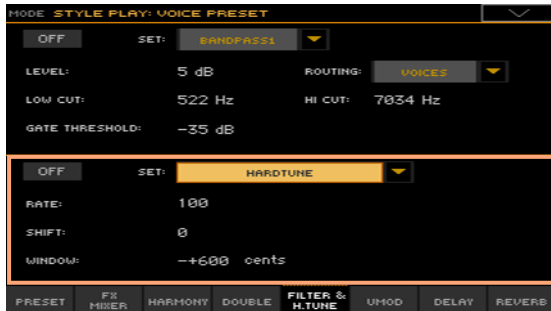 MODE STYLE PLAY: VOICE PRESET
OFF SET: BANDPASS1
LEVEL: 5 dB ROUTING: VOICES
LOW CUT: 522 Hz HI CUT: 7034 Hz
GATE THRESHOLD: -35 dB
OFF SET: HARDTUNE
RATE: 100
SHIFT: 0
WINDOW: -+600 cents
PRESET FX MIXER HARMONY DOUBLE FILTER & H.TUNE UMOD DELAY REVERB